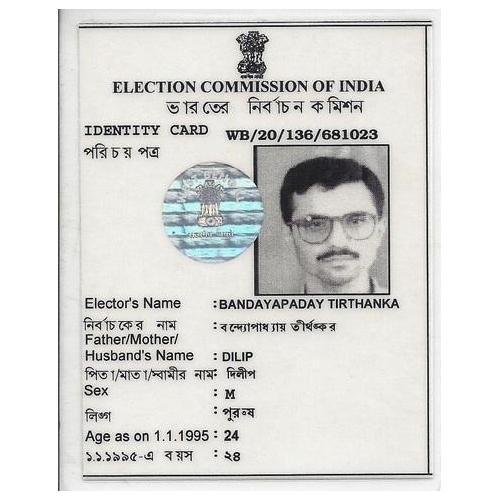 ELECTION COMMISSION OF INDIA
ভারতের নির্বাচন কমিশন
IDENTITY CARD WB/20/136/681023
পরিচয় পত্র
Elector's Name : BANDAYAPADAY TIRTHANKA
নির্বাচকের নাম : বন্দ্যোপাধ্যায় তীর্থঙ্কর
Father/Mother/
Husband's Name : DILIP
পিতা/মাতা/স্বামীর নাম: দিলীপ
Sex : M
লিঙ্গ : পুরুষ
Age as on 1.1.1995 : 24
১.১.১৯৯৫-এ বয়স : ২৪